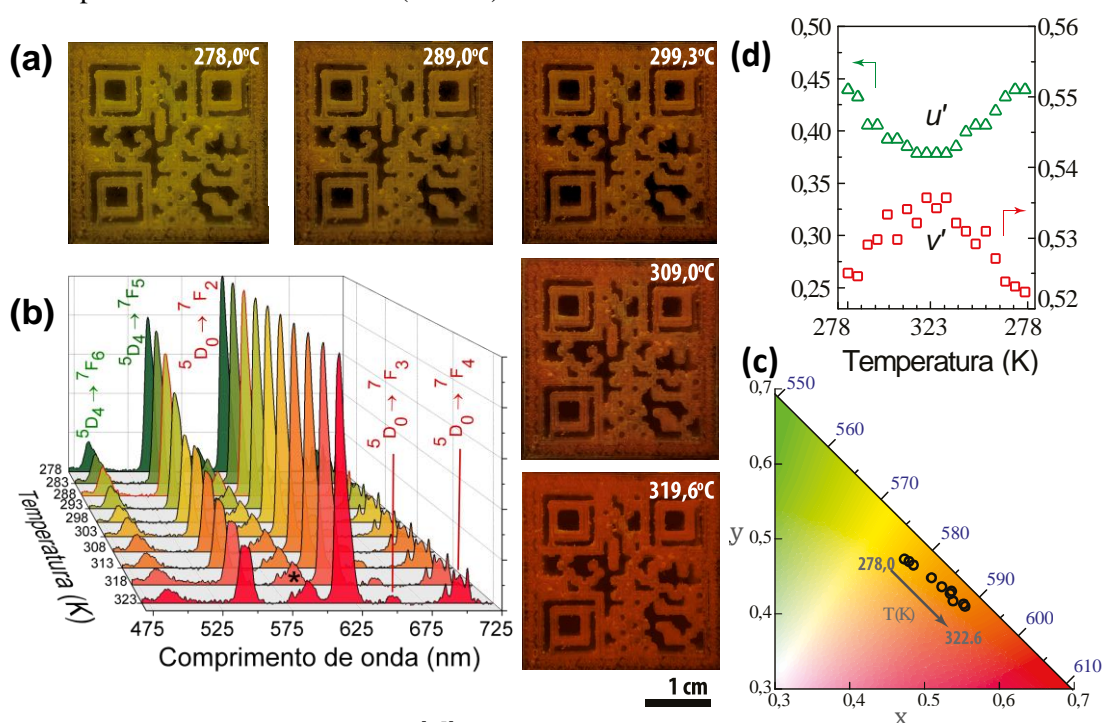 (a)
278,0ºC
289,0ºC
299,3ºC
309,0ºC
319,6ºC
1 cm
(b)
⁵D₄ → ⁷F₆
⁵D₄ → ⁷F₅
⁵D₀ → ⁷F₂
⁵D₀ → ⁷F₃
⁵D₀ → ⁷F₄
*
278
283
288
293
298
303
308
313
318
323
Temperatura (K)
475 525 575 625 675 725
Comprimento de onda (nm)
(d)
0,50
0,45
0,40
0,35
0,30
0,25
0,56
0,55
0,54
0,53
0,52
u'
v'
278 323 278
Temperatura (K)
(c)
0,7
0,6
0,5
0,4
0,3
y
550
560
570
580
590
600
610
278,0
T(K)
322.6
0,3 0,4 0,5 0,6 0,7
x